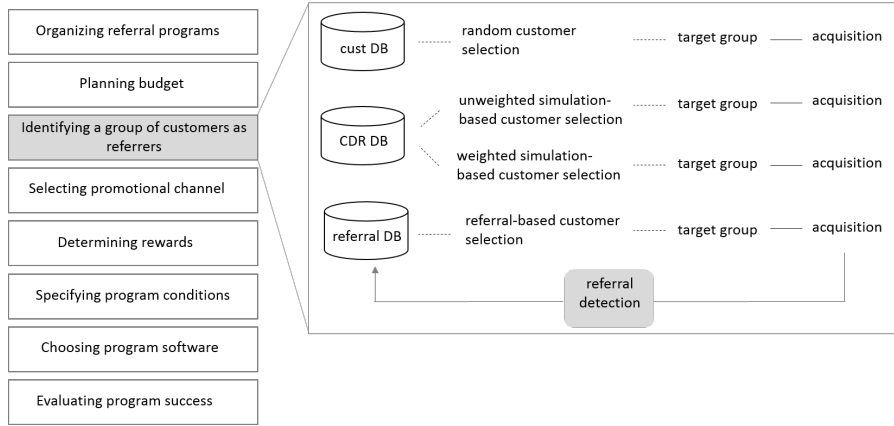 Organizing referral programs
Planning budget
Identifying a group of customers as
referrers
Selecting promotional channel
Determining rewards
Specifying program conditions
Choosing program software
Evaluating program success
cust DB
random customer
selection
target group
acquisition
CDR DB
unweighted simulation-
based customer selection
target group
acquisition
weighted simulation-
based customer selection
target group
acquisition
referral DB
referral-based customer
selection
target group
acquisition
referral
detection